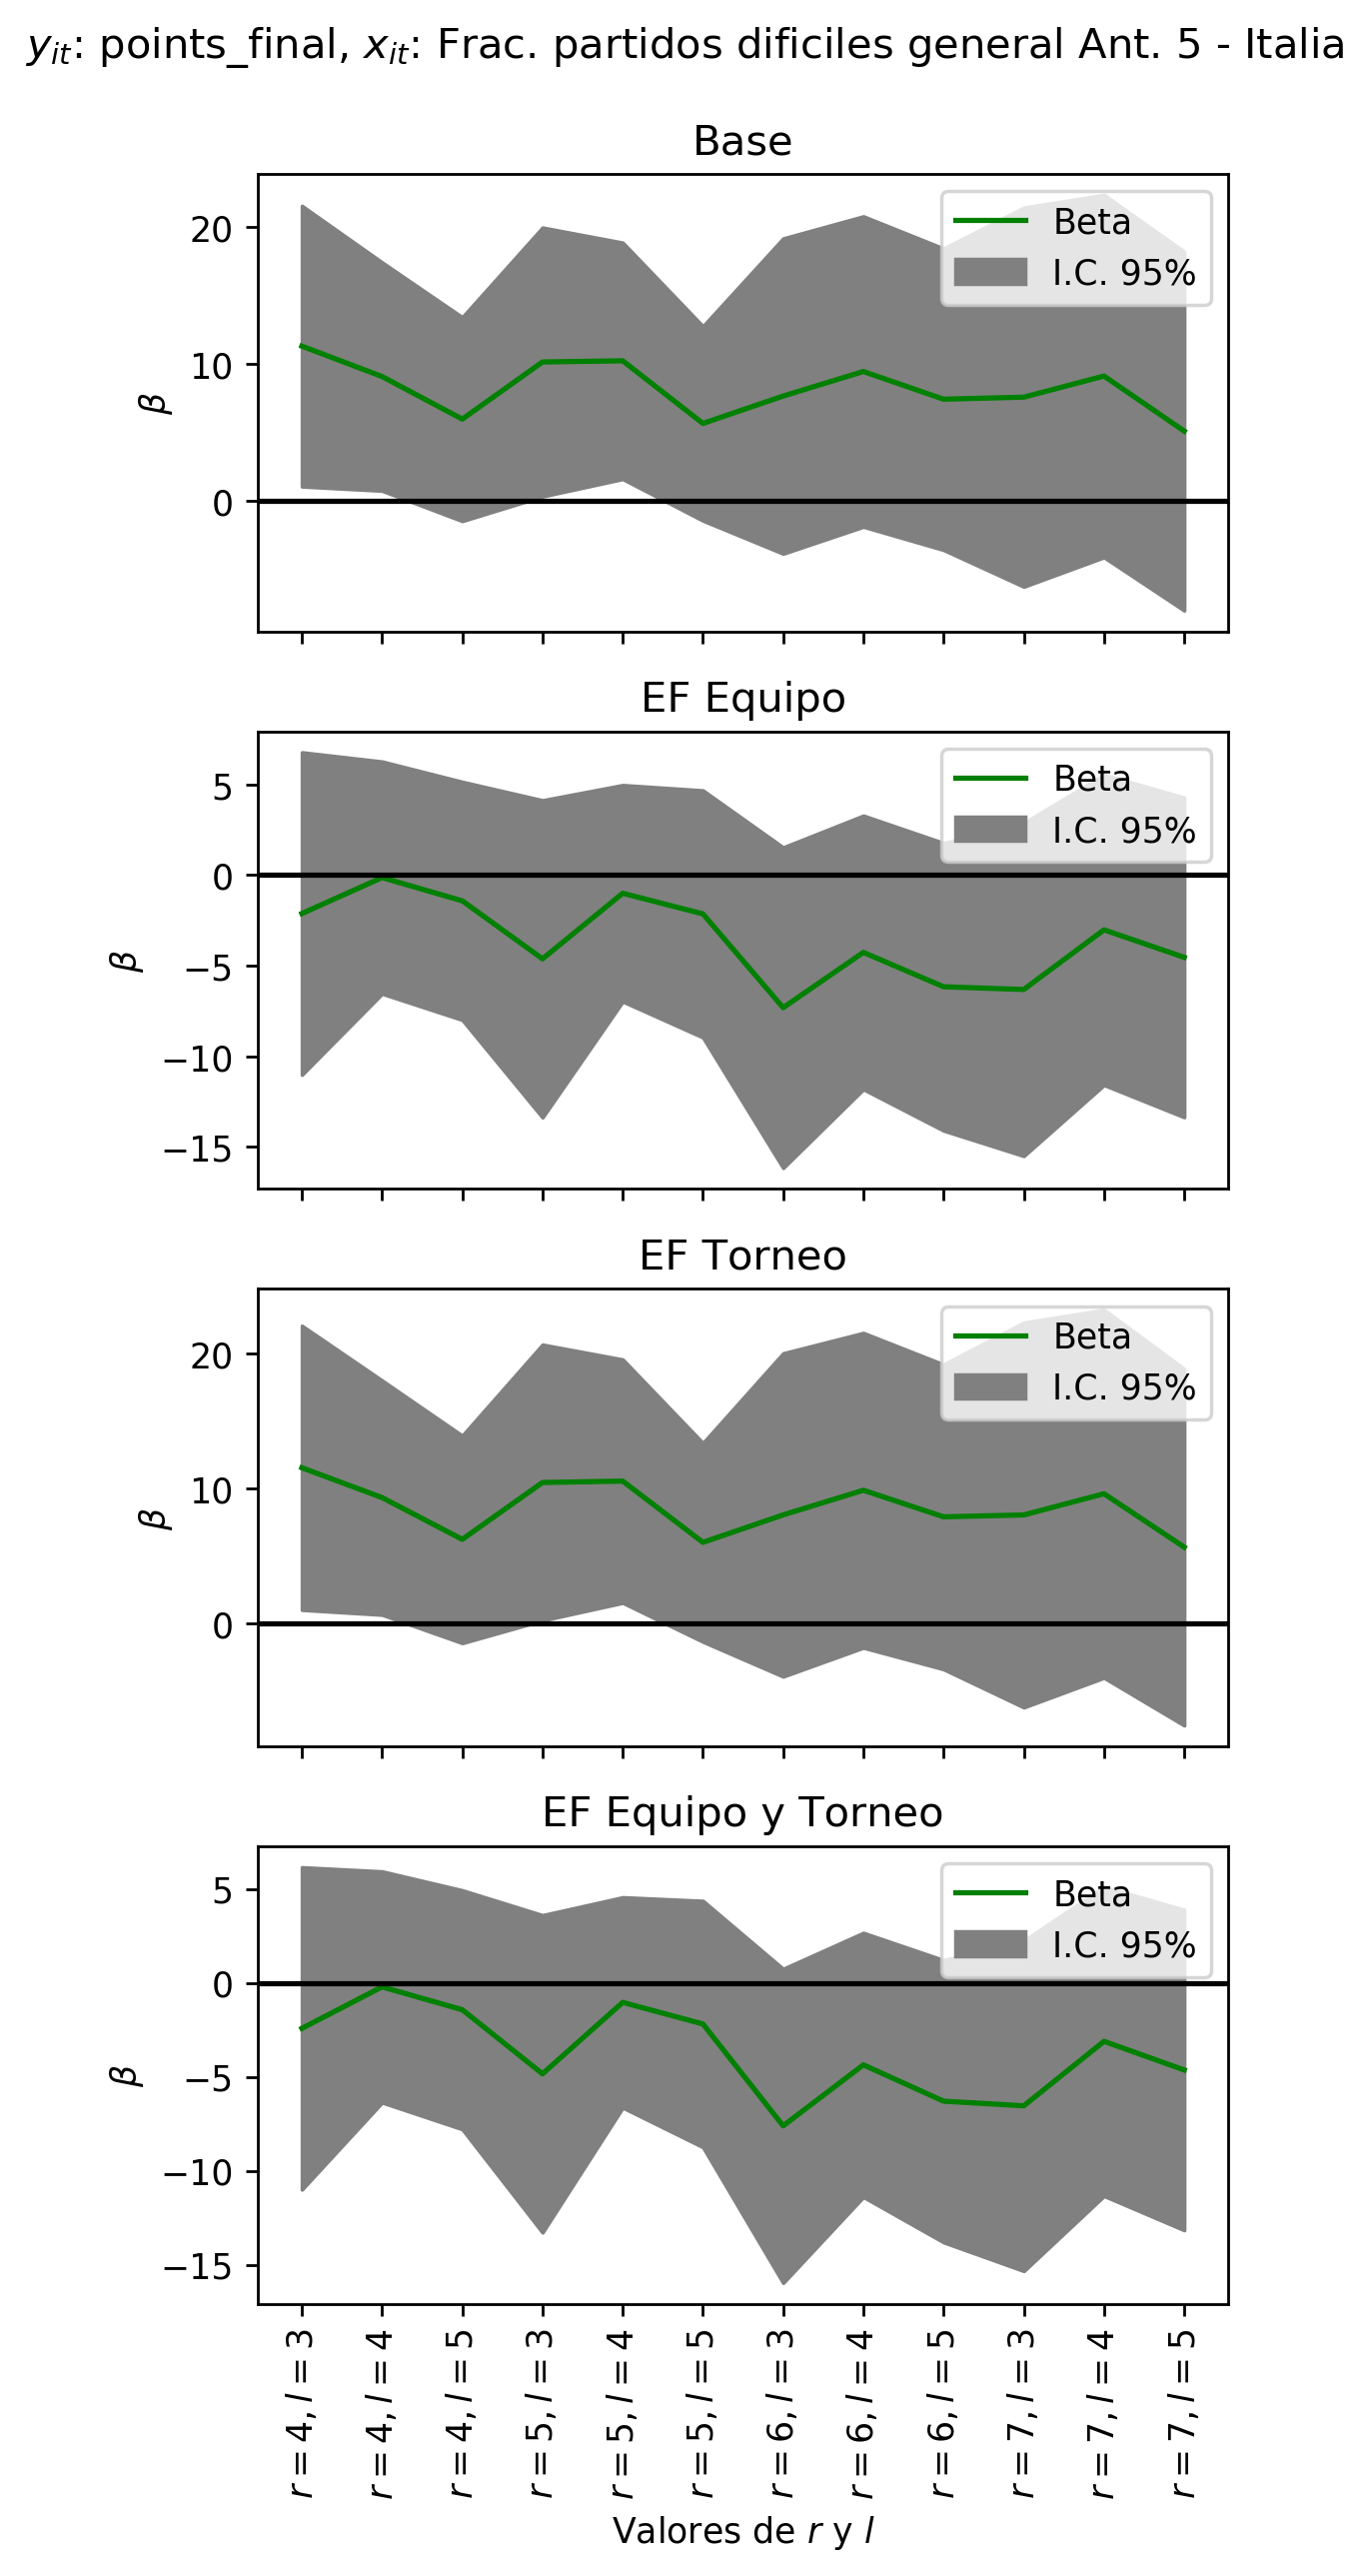 y_it: points_final, x_it: Frac. partidos dificiles general Ant. 5 - Italia
Base
Beta
I.C. 95%
20
10
0
β
EF Equipo
Beta
I.C. 95%
5
0
−5
−10
−15
β
EF Torneo
Beta
I.C. 95%
20
10
0
β
EF Equipo y Torneo
Beta
I.C. 95%
5
0
−5
−10
−15
β
r = 4, l = 3
r = 4, l = 4
r = 4, l = 5
r = 5, l = 3
r = 5, l = 4
r = 5, l = 5
r = 6, l = 3
r = 6, l = 4
r = 6, l = 5
r = 7, l = 3
r = 7, l = 4
r = 7, l = 5
Valores de r y l